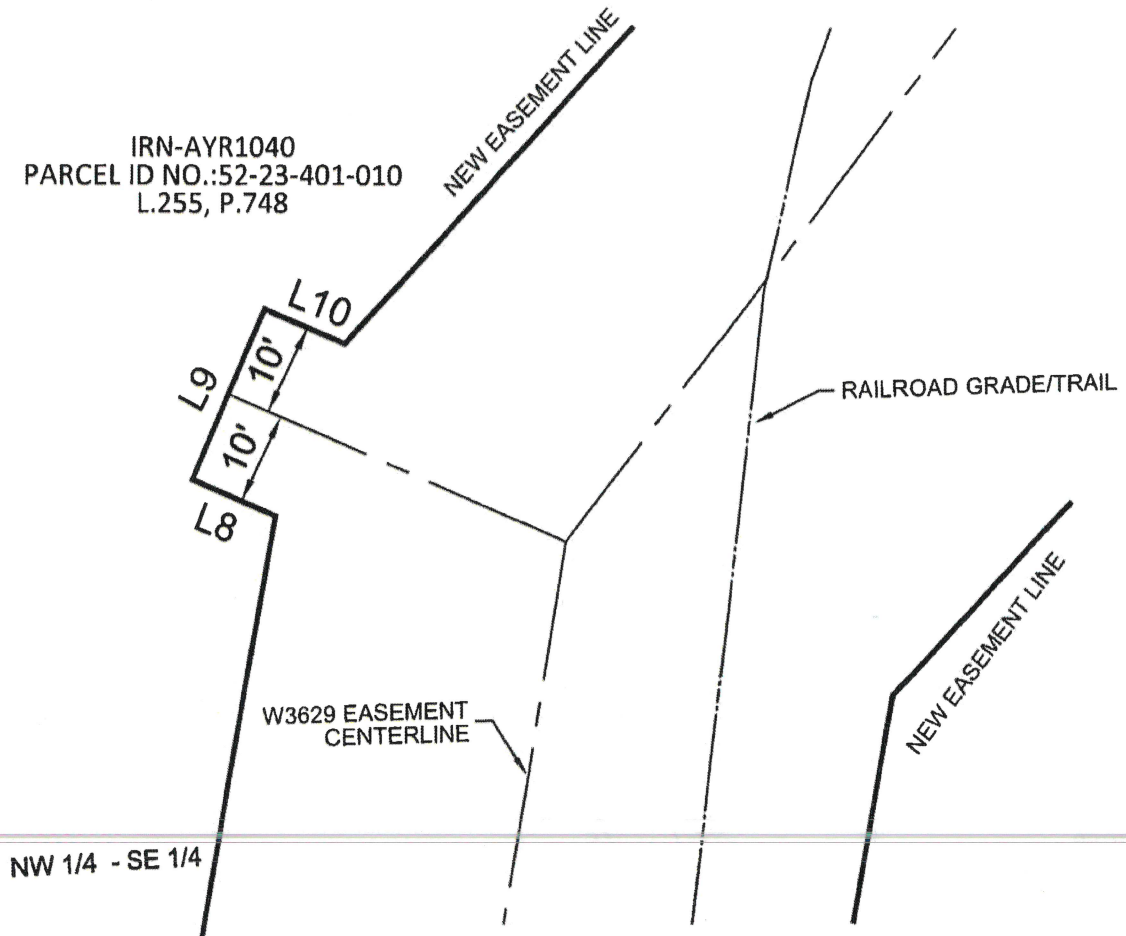 NEW EASEMENT LINE
IRN-AYR1040
PARCEL ID NO.:52-23-401-010
L.255, P.748
L10
10'
L9
RAILROAD GRADE/TRAIL
10'
L8
NEW EASEMENT LINE
W3629 EASEMENT
CENTERLINE
NW 1/4 - SE 1/4